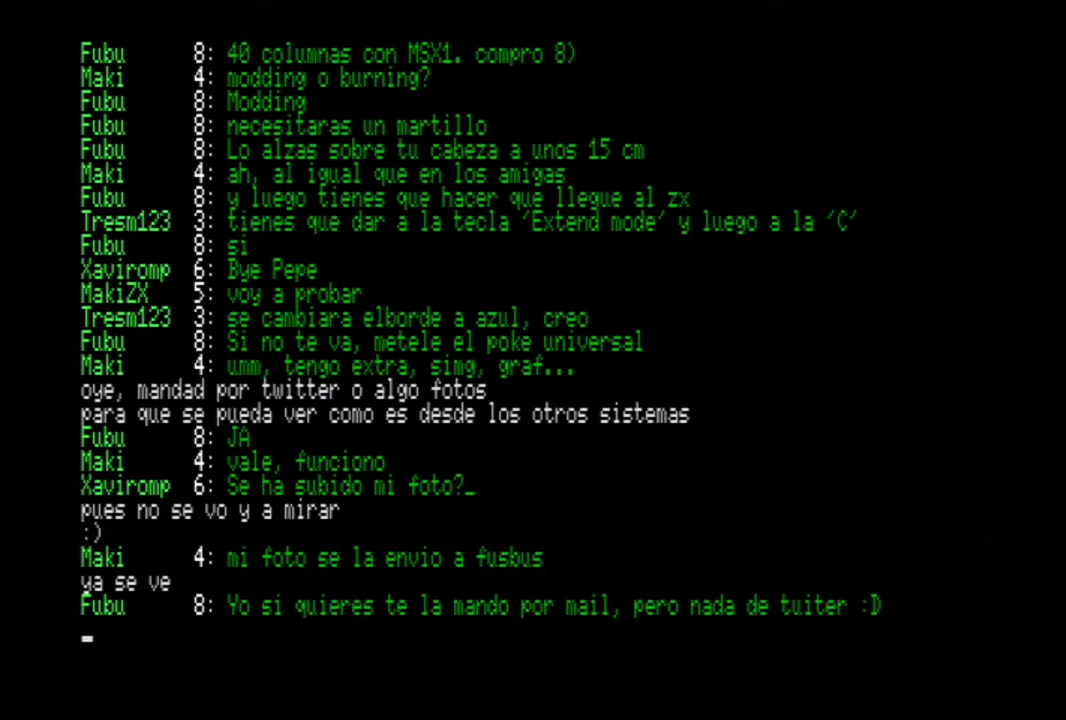 Fubu 8: 40 columnas con MSX1. compro 8)
Maki 4: modding o burning?
Fubu 8: Modding
Fubu 8: necesitaras un martillo
Fubu 8: Lo alzas sobre tu cabeza a unos 15 cm
Maki 4: ah, al igual que en los amigas
Fubu 8: y luego tienes que hacer que llegue al zx
Tresm123 3: tienes que dar a la tecla 'Extend mode' y luego a la 'C'
Fubu 8: si
Xaviromp 6: Bye Pepe
MakiZX 5: voy a probar
Tresm123 3: se cambiara elborde a azul, creo
Fubu 8: Si no te va, metele el poke universal
Maki 4: umm, tengo extra, simg, graf...
oye, mandad por twitter o algo fotos
para que se pueda ver como es desde los otros sistemas
Fubu 8: JA
Maki 4: vale, funciono
Xaviromp 6: Se ha subido mi foto?_
pues no se vo y a mirar
:)
Maki 4: mi foto se la envio a fusbus
ya se ve
Fubu 8: Yo si quieres te la mando por mail, pero nada de tuiter :D